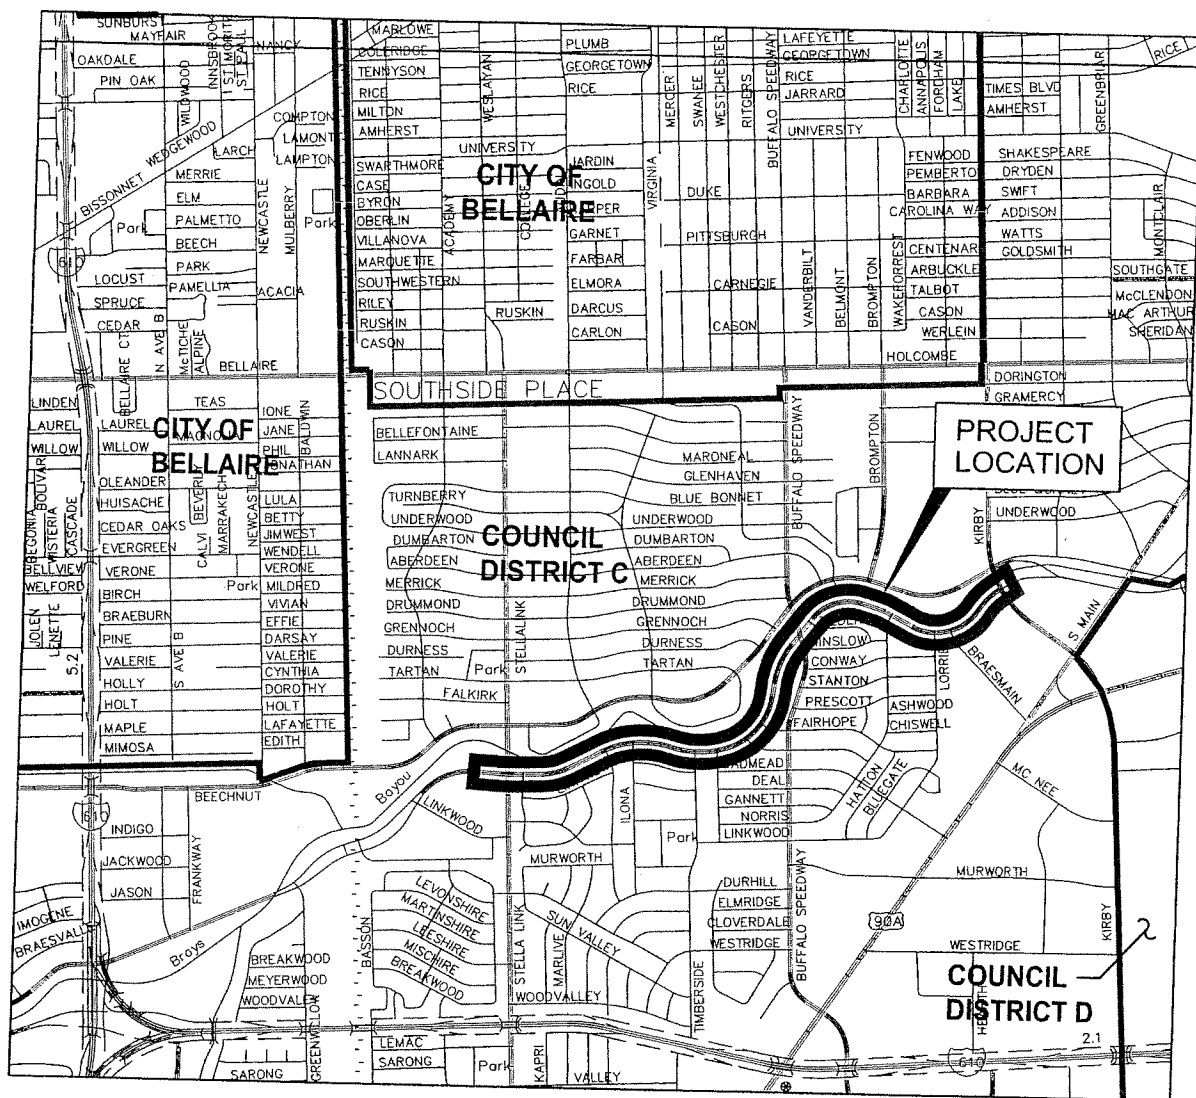 SUNBURS
MAYFAIR
OAKDALE
PIN OAK
WILDWOOD
INNSBROOK
ST MORITZ
ST PAUL
NANCY
MARLOWE
COLERIDGE
TENNYSON
RICE
MILTON
AMHERST
WESLAYAN
PLUMB
GEORGETOWN
RICE
MERCER
SWANEE
WESTCHESTER
RUTGERS
BUFFALO SPEEDWAY
LAFEYETTE
GEORGETOWN
RICE
JARRARD
UNIVERSITY
CHARLOTTE
ANNAPOLIS
FORDHAM
LAKE
TIMES BLVD
AMHERST
GREENBRIAR
RICE
COMPTON
LAMONT
LAMPTON
BISSONNET
WEDGEWOOD
LARCH
MERRIE
ELM
PALMETTO
BEECH
PARK
PAMELLIA
Park
NEWCASTLE
MULBERRY
Park
ACACIA
UNIVERSITY
SWARTHMORE
CASE
BYRON
OBERLIN
VILLANOVA
MARQUETTE
SOUTHWESTERN
RILEY
RUSKIN
CASON
ACADEMY
COLLEGE
CITY OF
BELLAIRE
JARDIN
INGOLD
GARNET
FARBAR
ELMORA
DARCUS
CARLON
RUSKIN
VIRGINIA
DUKE
PITTSBURGH
CARNEGIE
CASON
VANDERBILT
BELMONT
BROMPTON
WAKEFORREST
FENWOOD
PEMBERTO
BARBARA
CAROLINA WAY
CENTENAR
ARBUCKLE
TALBOT
CASON
WERLEIN
HOLCOMBE
SHAKESPEARE
DRYDEN
SWIFT
ADDISON
WATTS
GOLDSMITH
MONTCLAIR
SOUTHGATE
McCLENDON
MAC ARTHUR
SHERIDAN
610
LOCUST
SPRUCE
CEDAR
BELLAIRE CT
N AVE B
McTICHE
ALPINE
BELLAIRE
SOUTHSIDE PLACE
DORINGTON
GRAMERCY
LINDEN
LAUREL
WILLOW
LAUREL
WILLOW
TEAS
MAGNOLIA
CITY OF
BELLAIRE
IONE
JANE
PHIL
JONATHAN
BALDWIN
BOLIVAR
WISTERIA
CASCADE
BELLVIEW
WELFORD
JOLEN
LENETTE
5.2
OLEANDER
HUISACHE
CEDAR OAKS
EVERGREEN
VERONE
BIRCH
BRAEBURN
PINE
VALERIE
HOLLY
HOLT
MAPLE
MIMOSA
CALVI
BEVERLY
MARRAKECH
NEWCASTLE
S AVE B
Park
LULA
BETTY
JIMWEST
WENDELL
VERONE
MILDRED
VIVIAN
EFFIE
DARSAY
VALERIE
CYNTHIA
DOROTHY
HOLT
LAFAYETTE
EDITH
BELLEFONTAINE
LANNARK
TURNBERRY
UNDERWOOD
DUMBARTON
ABERDEEN
MERRICK
DRUMMOND
GRENNOCH
DURNESS
TARTAN
FALKIRK
Park
STELLALINK
COUNCIL
DISTRICT C
MARONEAL
GLENHAVEN
BLUE BONNET
UNDERWOOD
DUMBARTON
ABERDEEN
MERRICK
DRUMMOND
GRENNOCH
DURNESS
TARTAN
BUFFALO SPEEDWAY
BROMPTON
PROJECT
LOCATION
KIRBY
UNDERWOOD
S MAIN
WINSLOW
CONWAY
STANTON
PRESCOTT
FAIRHOPE
BRAESMAIN
ASHWOOD
CHISWELL
Bayou
BEECHNUT
610
INDIGO
JACKWOOD
JASON
FRANKWAY
IMOGENE
BRAESVALL
Brays
LINKWOOD
ILONA
Park
DEAL
GANNETT
NORRIS
LINKWOOD
HATTON
BLUEGATE
MC NEE
MURWORTH
MURWORTH
LEVONSHIRE
MARTINSHIRE
LEESHIRE
MISCHIRE
BREAKWOOD
BASSON
STELLA LINK
MARLIVE
SUN VALLEY
DURHILL
ELMRIDGE
CLOVERDALE
WESTRIDGE
BUFFALO SPEEDWAY
90A
WESTRIDGE
KIRBY
COUNCIL
DISTRICT D
2
BREAKWOOD
MEYERWOOD
WOODVALEY
GREENWILLOW
WOODVALLEY
TIMBERSIDE
LEMAC
SARONG
SARONG
Park
KAPRI
VALLEY
610
2.1